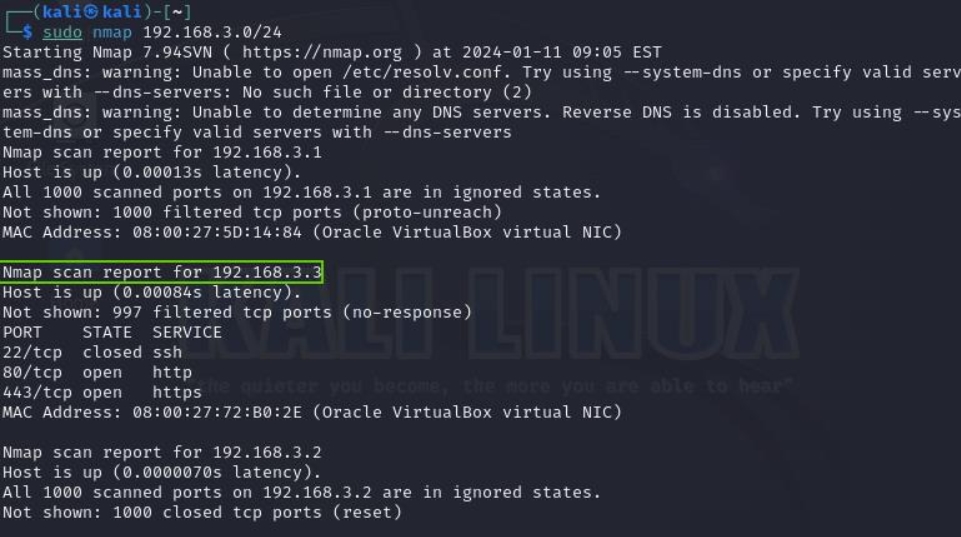 ┌──(kali㉿kali)-[~]
└─$ sudo nmap 192.168.3.0/24
Starting Nmap 7.94SVN ( https://nmap.org ) at 2024-01-11 09:05 EST
mass_dns: warning: Unable to open /etc/resolv.conf. Try using --system-dns or specify valid serv
ers with --dns-servers: No such file or directory (2)
mass_dns: warning: Unable to determine any DNS servers. Reverse DNS is disabled. Try using --sys
tem-dns or specify valid servers with --dns-servers
Nmap scan report for 192.168.3.1
Host is up (0.00013s latency).
All 1000 scanned ports on 192.168.3.1 are in ignored states.
Not shown: 1000 filtered tcp ports (proto-unreach)
MAC Address: 08:00:27:5D:14:84 (Oracle VirtualBox virtual NIC)
Nmap scan report for 192.168.3.3
Host is up (0.00084s latency).
Not shown: 997 filtered tcp ports (no-response)
PORT    STATE  SERVICE
22/tcp  closed ssh
80/tcp  open   http
443/tcp open   https
MAC Address: 08:00:27:72:B0:2E (Oracle VirtualBox virtual NIC)
Nmap scan report for 192.168.3.2
Host is up (0.0000070s latency).
All 1000 scanned ports on 192.168.3.2 are in ignored states.
Not shown: 1000 closed tcp ports (reset)
KALI LINUX
"the quieter you become, the more you are able to hear"